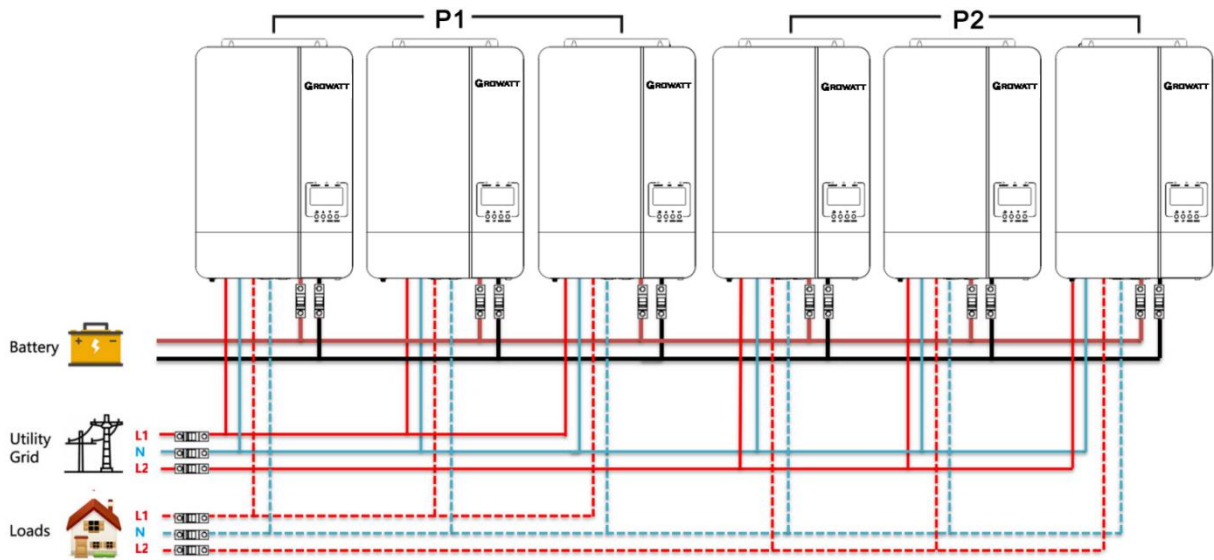 P1 P2
GROWATT GROWATT GROWATT GROWATT GROWATT GROWATT
Battery + -
Utility Grid
L1
N
L2
Loads
L1
N
L2